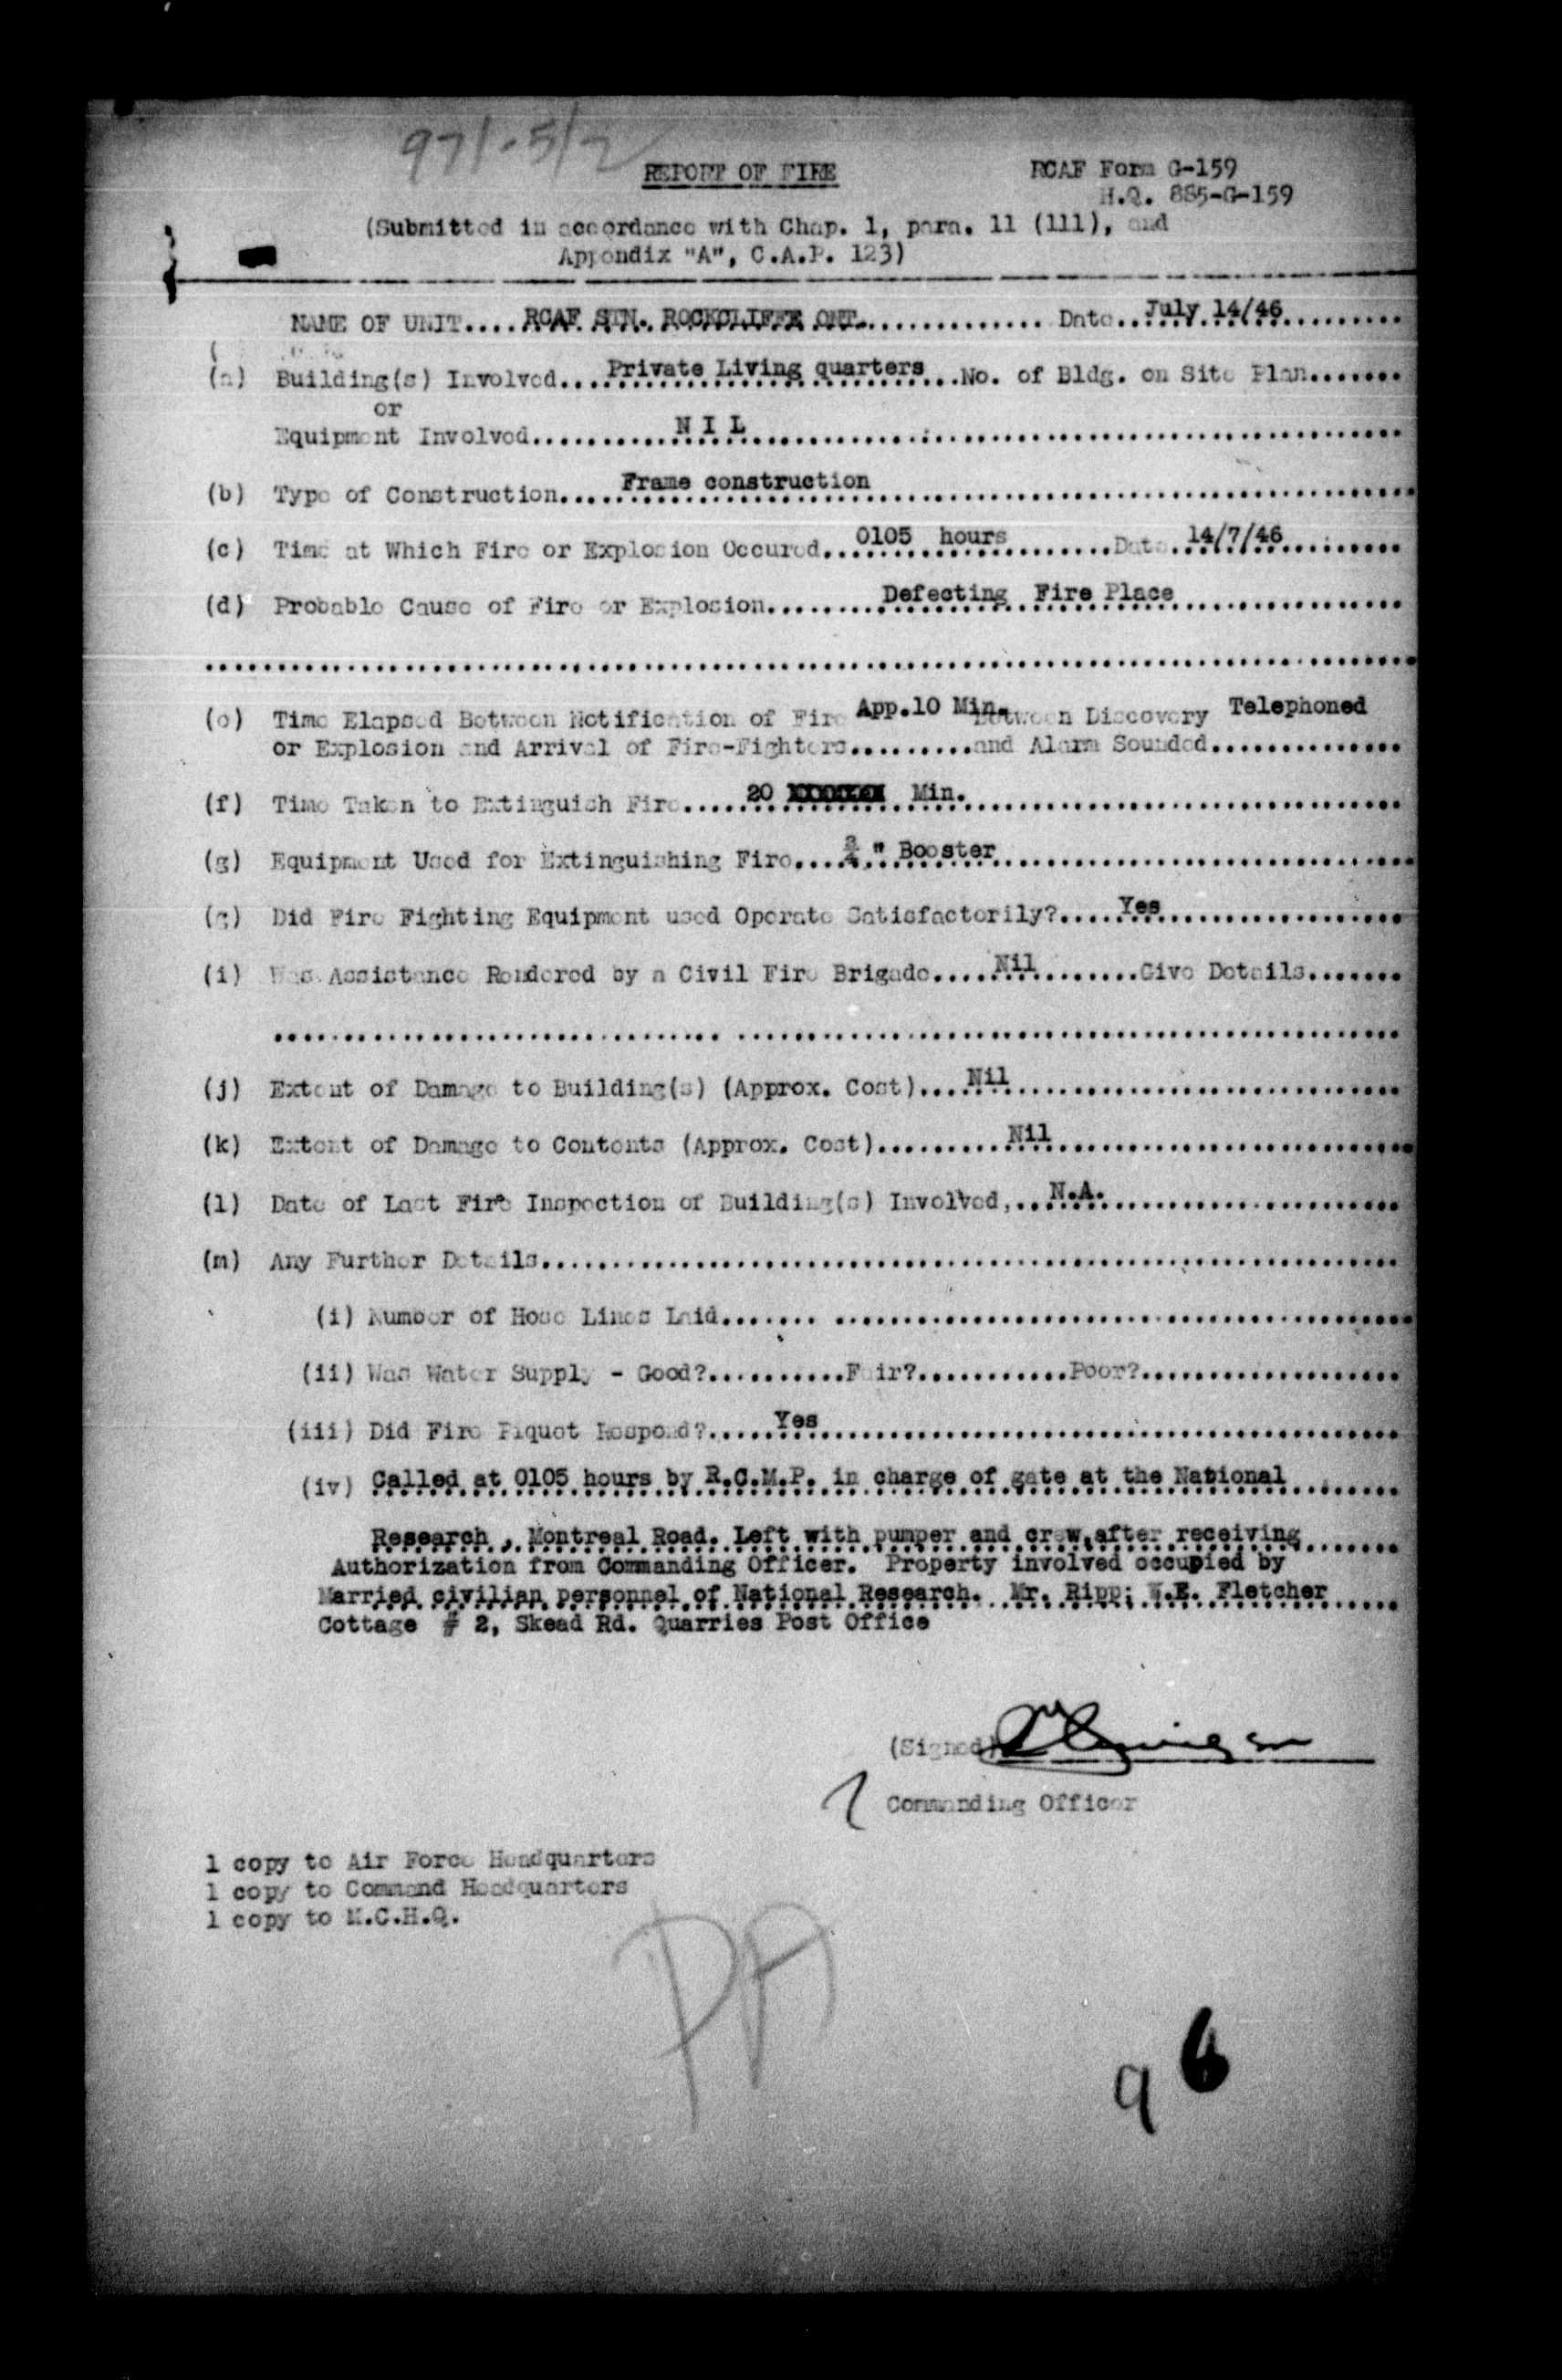 971-5/2
REPORT OF FIRE
RCAF Form G-159
H.Q. 885-G-159
(Submitted in accordance with Chap. 1, para. 11 (111), and
Appendix "A", C.A.P. 123)
NAME OF UNIT....RCAF STN. ROCKCLIFFE ONT............... Date..July 14/46..........
(a) Building(s) Involved...Private Living quarters...No. of Bldg. on Site Plan.......
or
Equipment Involved............N I L........................................
(b) Type of Construction....Frame construction........................................
(c) Time at Which Fire or Explosion Occured...0105 hours..........Date..14/7/46..........
(d) Probable Cause of Fire or Explosion.........Defecting Fire Place................
................................................................................
(e) Time Elapsed Between Notification of Fire App.10 Min. Between Discovery Telephoned
or Explosion and Arrival of Fire-Fighters.........and Alarm Sounded..............
(f) Time Taken to Extinguish Fire......20 XXXXXXX Min...............................
(g) Equipment Used for Extinguishing Fire....¾ " Booster..............................
(g) Did Fire Fighting Equipment used Operate Satisfactorily?.....Yes..................
(i) Was Assistance Rendered by a Civil Fire Brigade.....Nil..........Give Details.......
................................................................................
(j) Extent of Damage to Building(s) (Approx. Cost)....Nil..............................
(k) Extent of Damage to Contents (Approx. Cost)..........Nil..........................
(l) Date of Last Fire Inspection of Building(s) Involved,...N.A.......................
(m) Any Further Details............................................................
(i) Number of Hose Lines Laid....... ........................................
(ii) Was Water Supply - Good?...........Fair?............Poor?...................
(iii) Did Fire Piquet Respond?......Yes........................................
(iv) Called at 0105 hours by R.C.M.P. in charge of gate at the National
Research , Montreal Road. Left with pumper and crew,after receiving
Authorization from Commanding Officer. Property involved occupied by
Married civilian personnel of National Research. Mr. Ripp; W.E. Fletcher
Cottage # 2, Skead Rd. Quarries Post Office
(Signed)
Commanding Officer
1 copy to Air Force Headquarters
1 copy to Command Headquarters
1 copy to M.C.H.Q.
PA
9 6